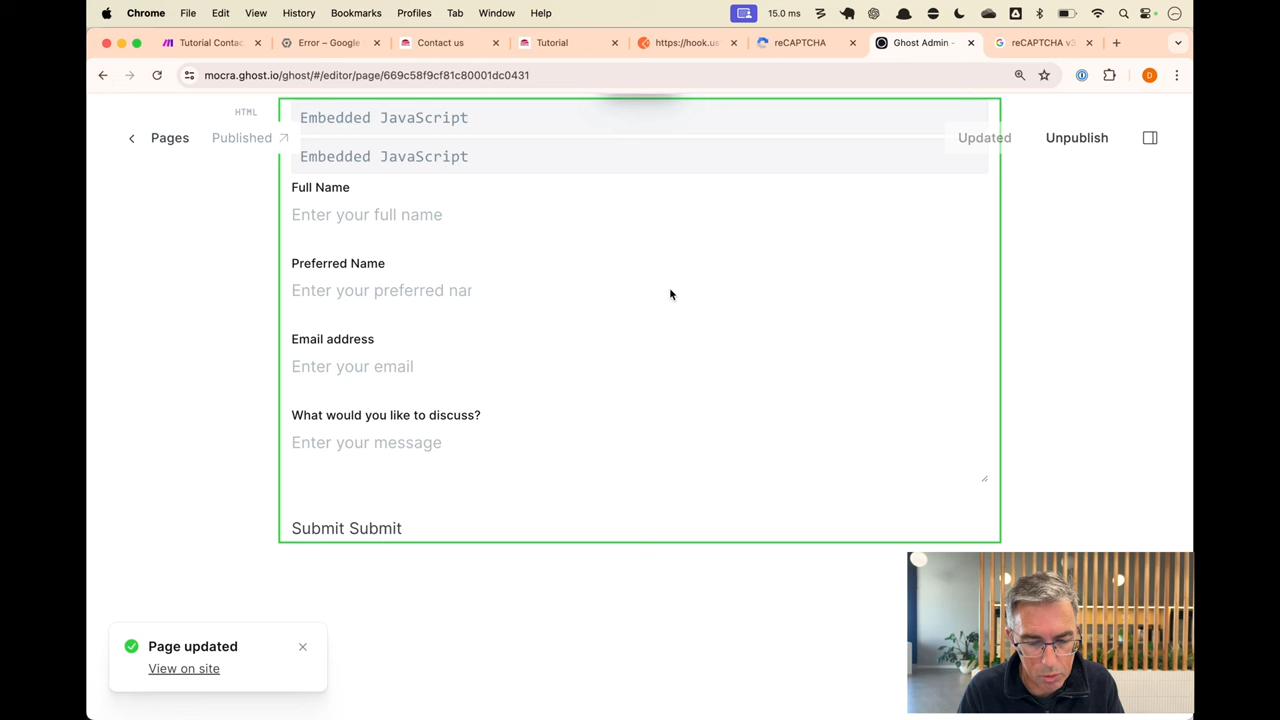 Chrome File Edit View History Bookmarks Profiles Tab Window Help 15.0 ms
Tutorial Contac Error – Google Contact us Tutorial https://hook.us reCAPTCHA Ghost Admin - reCAPTCHA v3
mocra.ghost.io/ghost/#/editor/page/669c58f9cf81c80001dc0431 D
HTML
Embedded JavaScript
Pages Published Updated Unpublish
Embedded JavaScript
Full Name
Enter your full name
Preferred Name
Enter your preferred nar
Email address
Enter your email
What would you like to discuss?
Enter your message
Submit Submit
Page updated
View on site